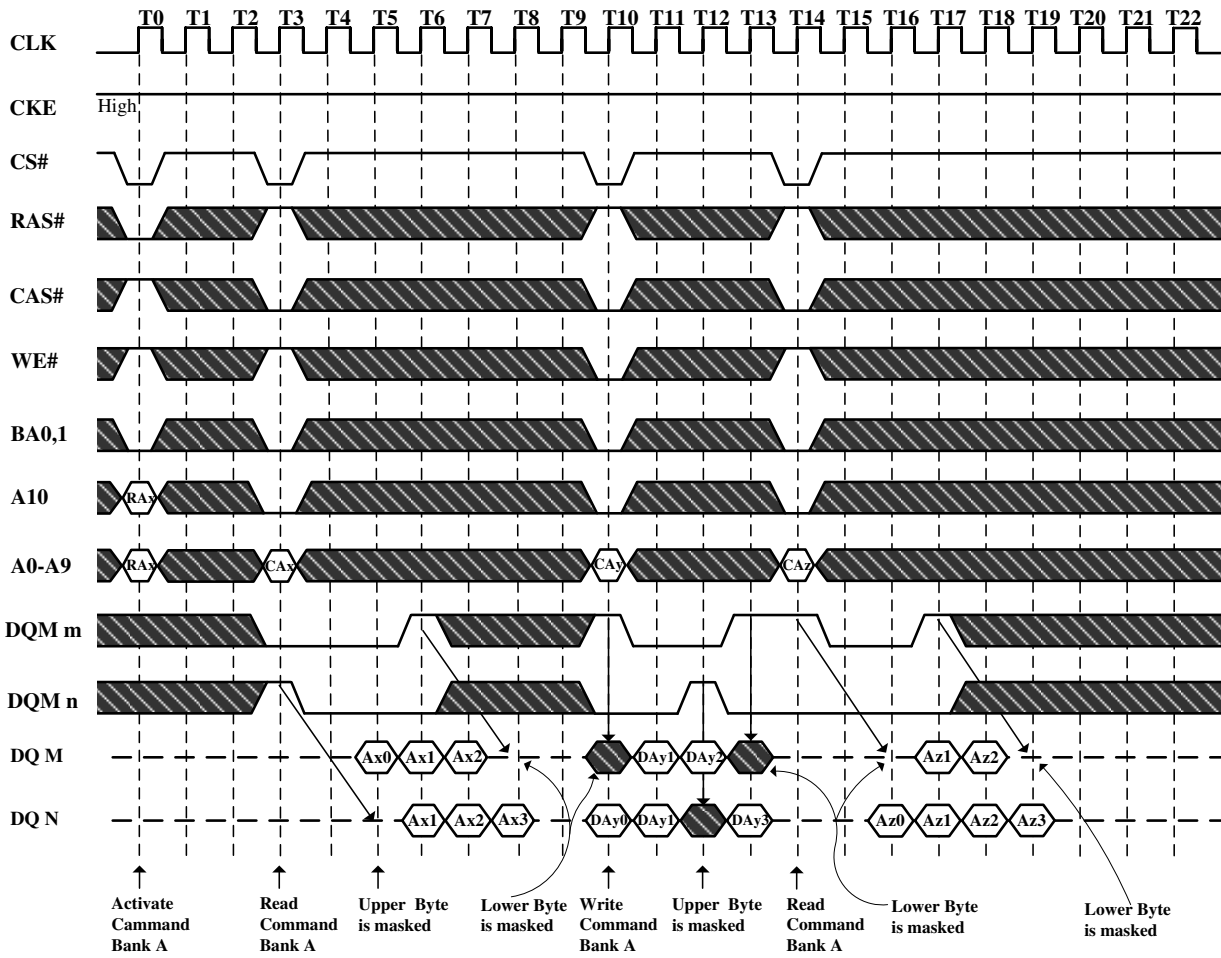 T0 T1 T2 T3 T4 T5 T6 T7 T8 T9 T10 T11 T12 T13 T14 T15 T16 T17 T18 T19 T20 T21 T22
CLK
CKE High
CS#
RAS#
CAS#
WE#
BA0,1
A10 RAx
A0-A9 RAx CAx CAy CAz
DQM m
DQM n
DQ M Ax0 Ax1 Ax2 DAy1 DAy2 Az1 Az2
DQ N Ax1 Ax2 Ax3 DAy0 DAy1 DAy3 Az0 Az1 Az2 Az3
Activate
Cammand
Bank A
Read
Command
Bank A
Upper Byte
is masked
Lower Byte
is masked
Write
Command
Bank A
Upper Byte
is masked
Read
Command
Bank A
Lower Byte
is masked
Lower Byte
is masked